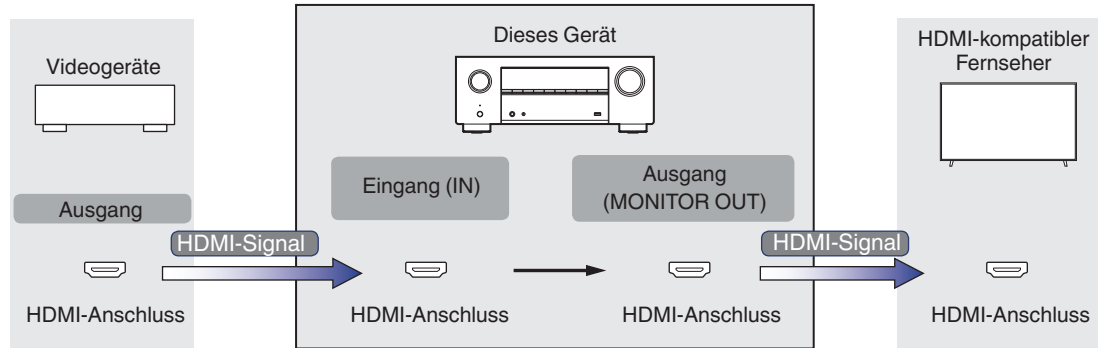 Videogeräte
Ausgang
HDMI-Signal
HDMI-Anschluss
Dieses Gerät
Eingang (IN)
HDMI-Anschluss
Ausgang
(MONITOR OUT)
HDMI-Anschluss
HDMI-Signal
HDMI-kompatibler
Fernseher
HDMI-Anschluss